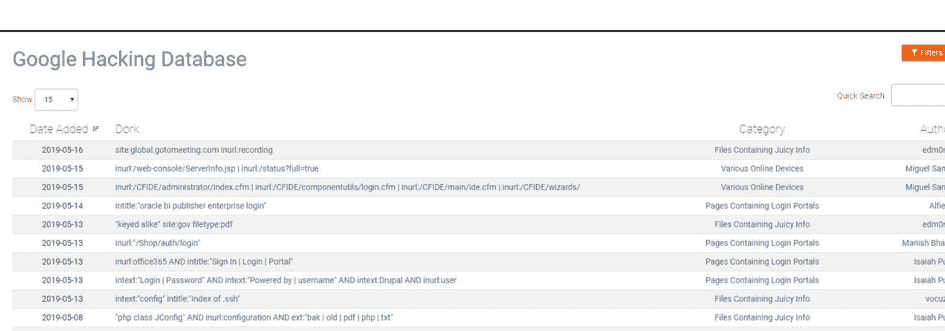 Google Hacking Database
Filters
Show 15 Quick Search
Date Added Dork Category
2019-05-16 site:global.gotomeeting.com inurl:recording Files Containing Juicy Info
2019-05-15 inurl:/web-console/ServerInfo.jsp | inurl:/status?full=true Various Online Devices Miguel
2019-05-15 inurl:/CFIDE/administrator/index.cfm | inurl:/CFIDE/componentutils/login.cfm | inurl:/CFIDE/main/ide.cfm | inurl:/CFIDE/wizards/ Various Online Devices Miguel
2019-05-14 intitle:"oracle bi publisher enterprise login" Pages Containing Login Portals
2019-05-13 "keyed alike" site:gov filetype:pdf Files Containing Juicy Info
2019-05-13 inurl:"/Shop/auth/login" Pages Containing Login Portals Manish
2019-05-13 inurl:office365 AND intitle:"Sign In | Login | Portal" Pages Containing Login Portals Isaiah
2019-05-13 intext:"Login | Password" AND intext:"Powered by | username" AND intext:Drupal AND inurl:user Pages Containing Login Portals Isaiah
2019-05-13 intext:"config" intitle:"Index of .ssh" Files Containing Juicy Info
2019-05-08 "php class JConfig" AND inurl:configuration AND ext:"bak | old | pdf | php | txt" Files Containing Juicy Info Isaiah